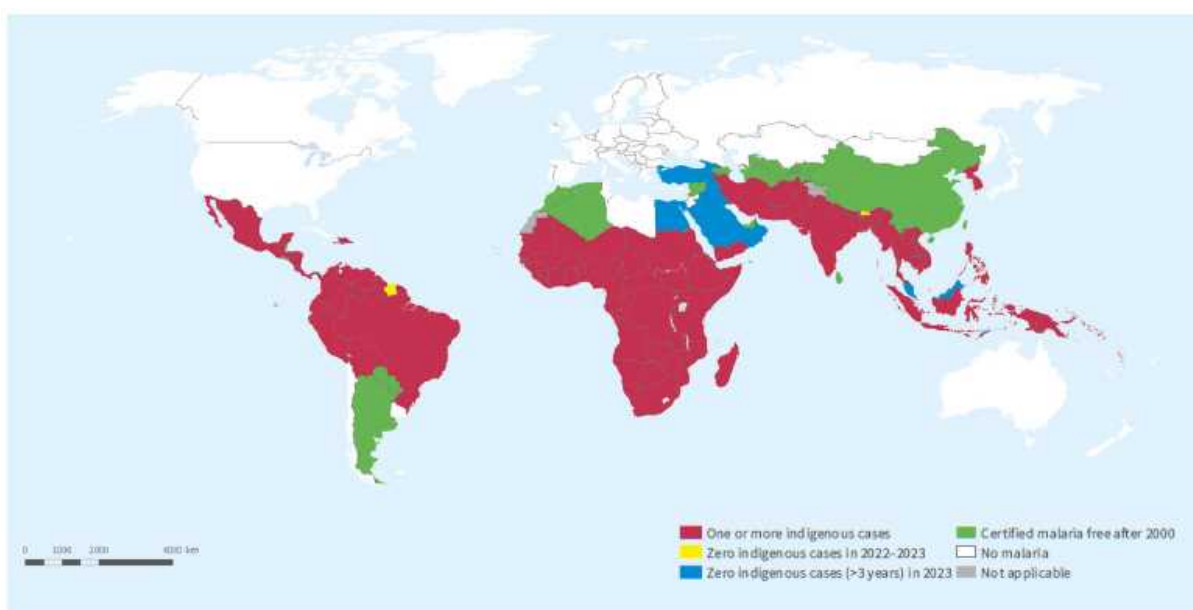 One or more indigenous cases
Zero indigenous cases in 2022–2023
Zero indigenous cases (>3 years) in 2023
Certified malaria free after 2000
No malaria
Not applicable
0 1000 2000 4000 km